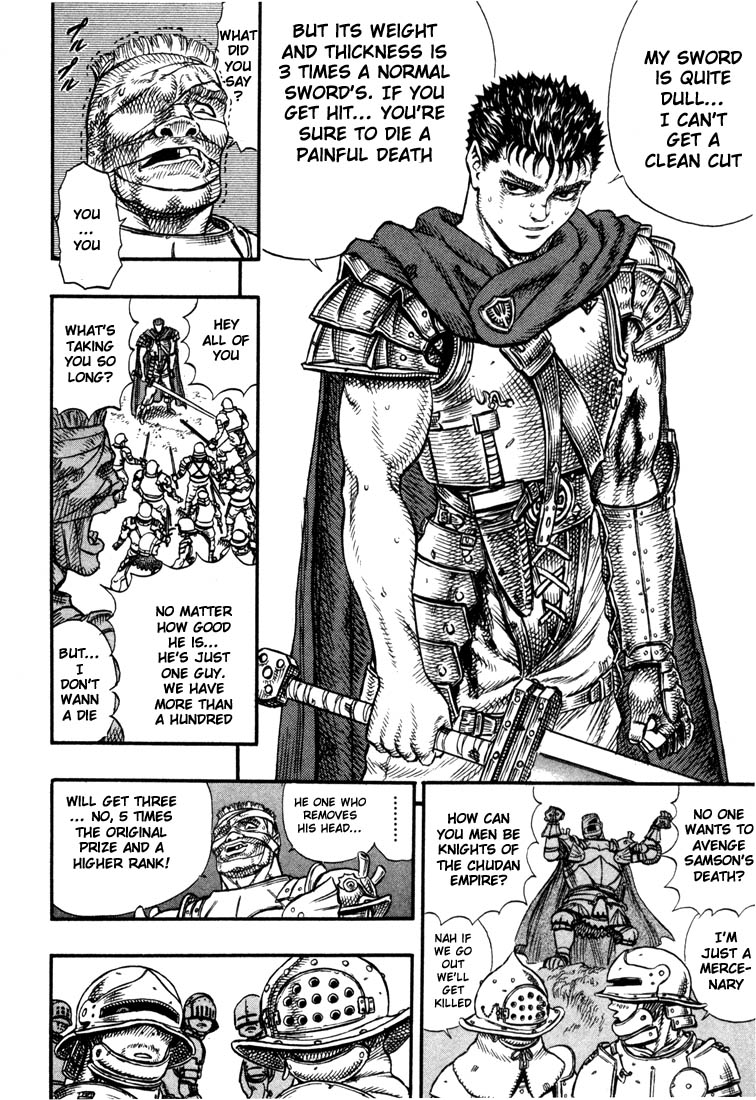 MY SWORD
IS QUITE
DULL...
I CAN'T
GET A
CLEAN CUT
BUT ITS WEIGHT
AND THICKNESS IS
3 TIMES A NORMAL
SWORD'S. IF YOU
GET HIT... YOU'RE
SURE TO DIE A
PAINFUL DEATH
WHAT
DID
YOU
SAY
?
YOU
...
YOU
HEY
ALL OF
YOU
WHAT'S
TAKING
YOU SO
LONG?
NO MATTER
HOW GOOD
HE IS...
HE'S JUST
ONE GUY.
WE HAVE
MORE THAN
A HUNDRED
BUT...
I
DON'T
WANN
A DIE
NO ONE
WANTS TO
AVENGE
SAMSON'S
DEATH?
HOW CAN
YOU MEN BE
KNIGHTS OF
THE CHUDAN
EMPIRE?
I'M
JUST A
MERCE-
NARY
NAH IF
WE GO
OUT WE'LL
GET
KILLED
.........
HE ONE WHO
REMOVES
HIS HEAD...
WILL GET THREE
... NO, 5 TIMES
THE ORIGINAL
PRIZE AND A
HIGHER RANK!